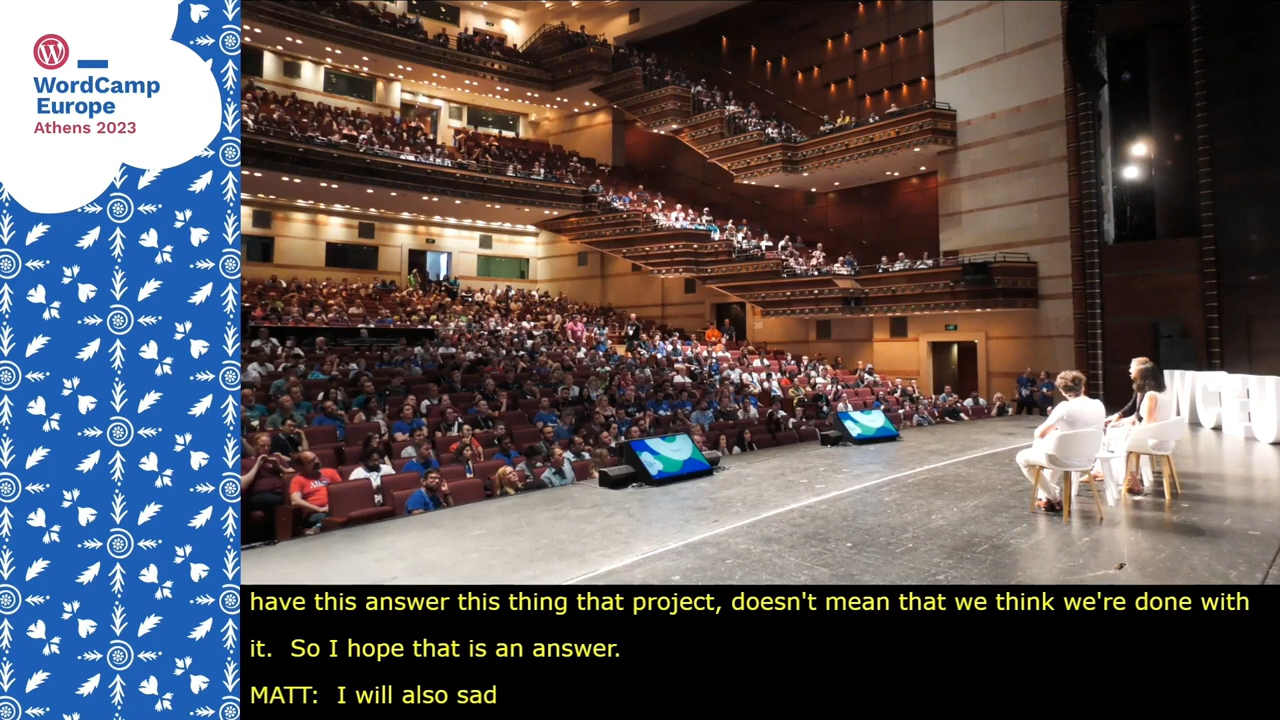 WordCamp
Europe
Athens 2023
WCEU
have this answer this thing that project, doesn't mean that we think we're done with
it.  So I hope that is an answer.
MATT:  I will also sad